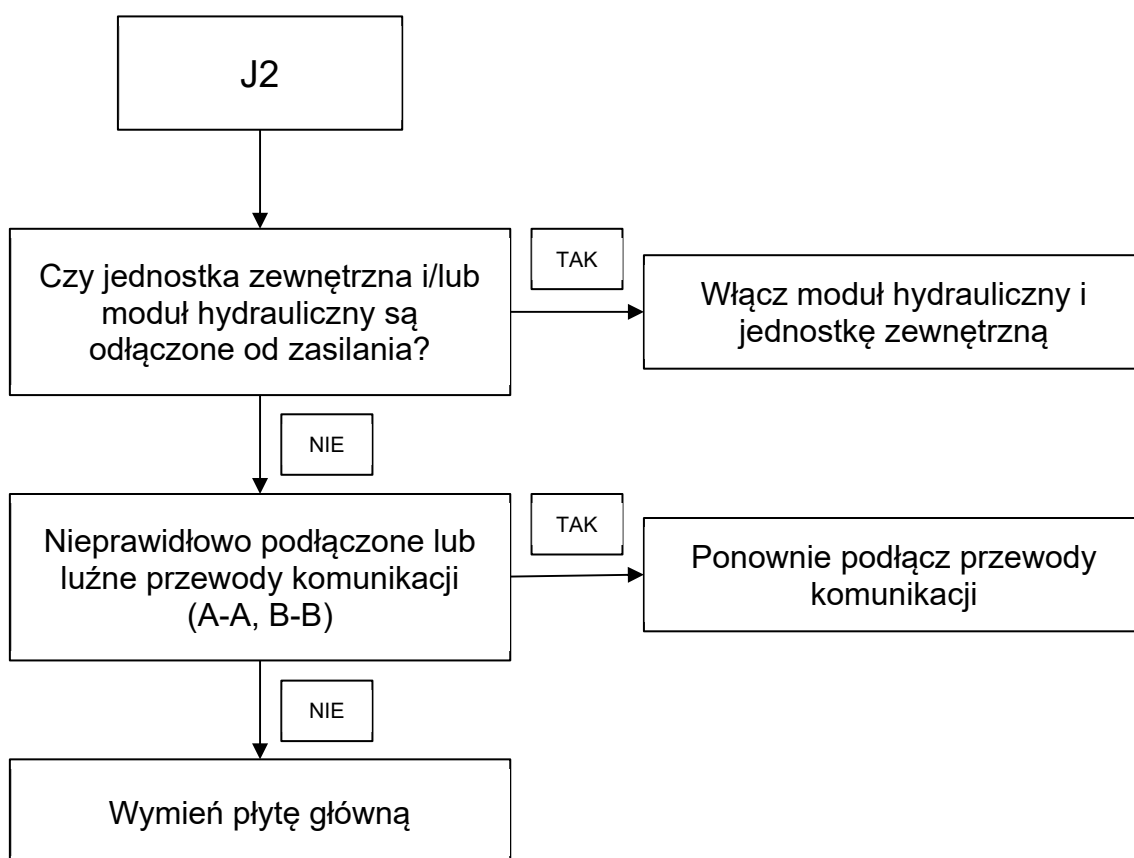 J2
Czy jednostka zewnętrzna i/lub
moduł hydrauliczny są
odłączone od zasilania?
TAK
Włącz moduł hydrauliczny i
jednostkę zewnętrzną
NIE
Nieprawidłowo podłączone lub
luźne przewody komunikacji
(A-A, B-B)
TAK
Ponownie podłącz przewody
komunikacji
NIE
Wymień płytę główną